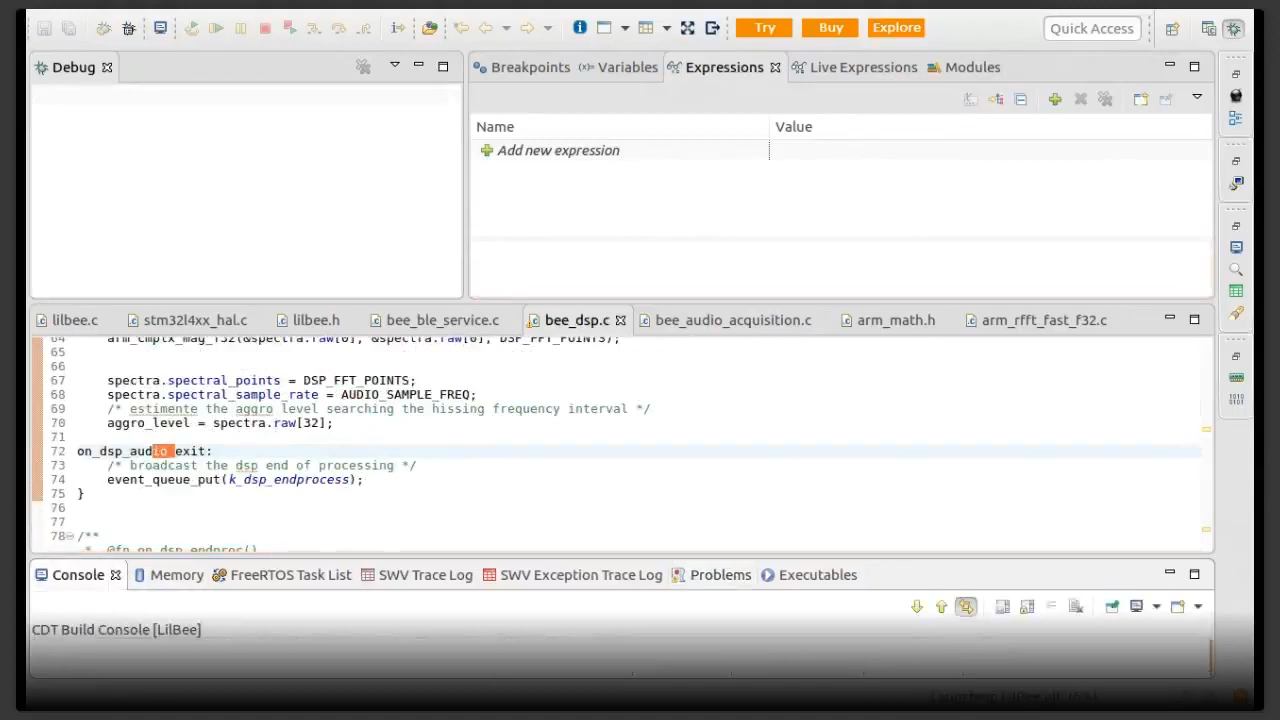 Try Buy Explore Quick Access
Debug
Breakpoints (x)= Variables Expressions Live Expressions Modules
Name Value
Add new expression
lilbee.c stm32l4xx_hal.c lilbee.h bee_ble_service.c bee_dsp.c bee_audio_acquisition.c arm_math.h arm_rfft_fast_f32.c
64 arm_cmplx_mag_f32(&spectra.raw[0], &spectra.raw[0], DSP_FFT_POINTS);
65
66
67 spectra.spectral_points = DSP_FFT_POINTS;
68 spectra.spectral_sample_rate = AUDIO_SAMPLE_FREQ;
69 /* estimente the aggro level searching the hissing frequency interval */
70 aggro_level = spectra.raw[32];
71
72 on_dsp_audio_exit:
73 /* broadcast the dsp end of processing */
74 event_queue_put(k_dsp_endprocess);
75 }
76
77
78 /**
* @fn on_dsp_endproc()
Console Memory FreeRTOS Task List SWV Trace Log SWV Exception Trace Log Problems Executables
CDT Build Console [LilBee]